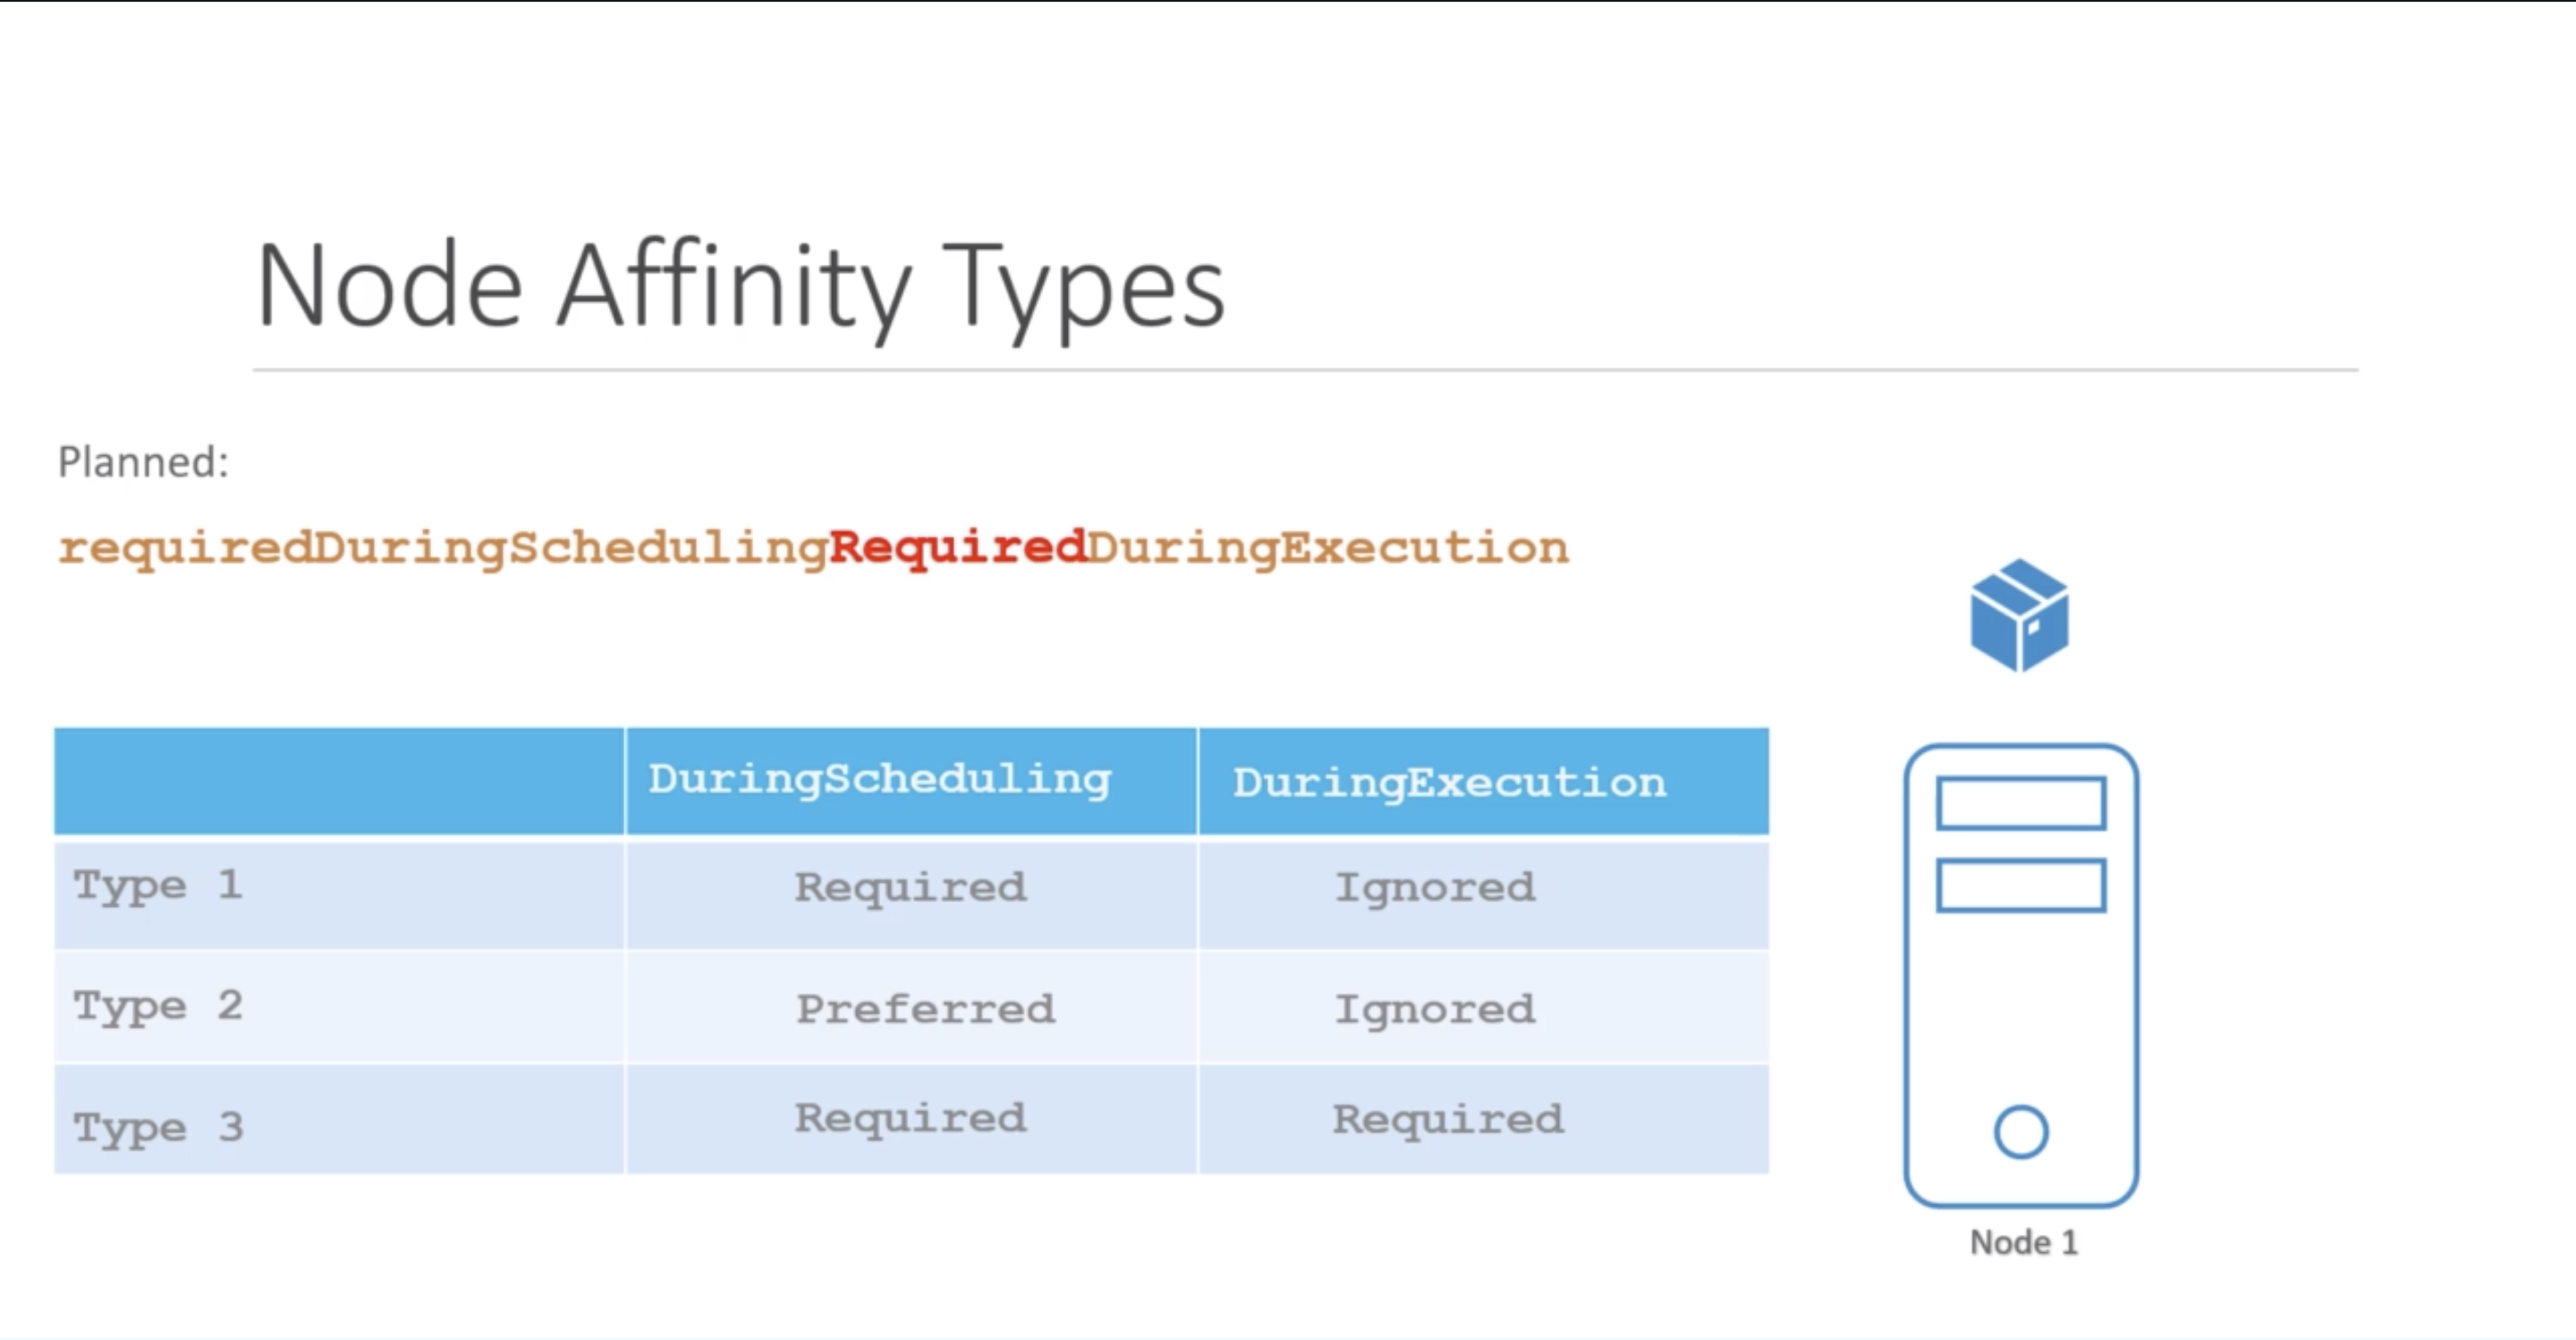 Node Affinity Types
Planned:
requiredDuringSchedulingRequiredDuringExecution
DuringScheduling DuringExecution
Type 1 Required Ignored
Type 2 Preferred Ignored
Type 3 Required Required
Node 1